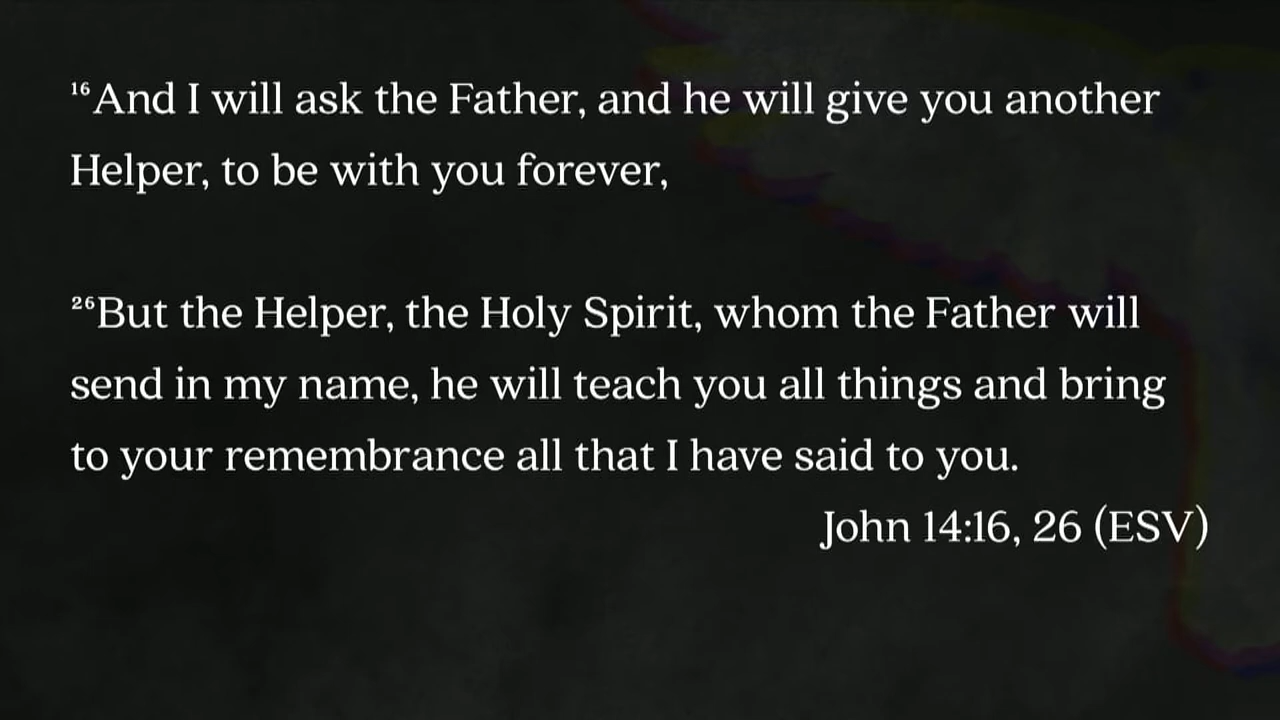 ¹⁶And I will ask the Father, and he will give you another
Helper, to be with you forever,
²⁶But the Helper, the Holy Spirit, whom the Father will
send in my name, he will teach you all things and bring
to your remembrance all that I have said to you.
John 14:16, 26 (ESV)